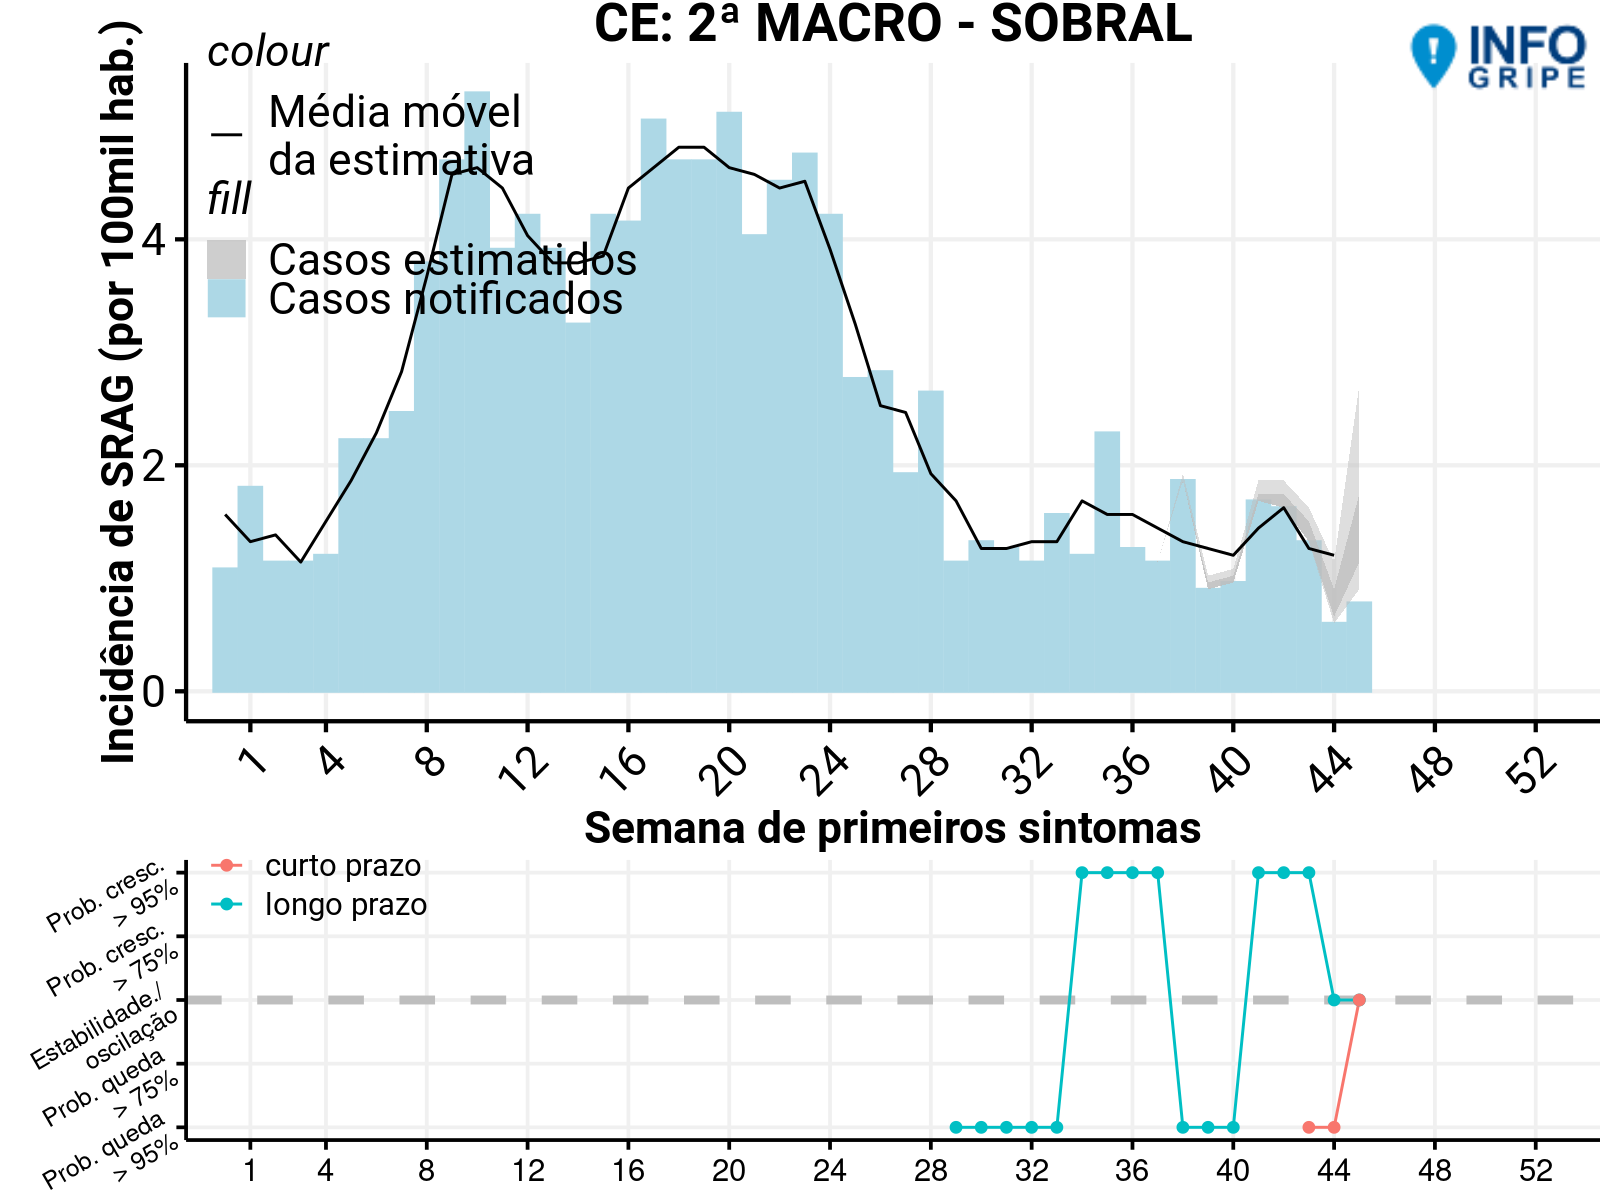 CE: 2ª MACRO - SOBRAL
INFO
GRIPE
colour
Média móvel
da estimativa
fill
Casos estimatidos
Casos notificados
Incidência de SRAG (por 100mil hab.)
4
2
0
1 4 8 12 16 20 24 28 32 36 40 44 48 52
Semana de primeiros sintomas
curto prazo
longo prazo
Prob. cresc.
> 95%
Prob. cresc.
> 75%
Estabilidade./
oscilação
Prob. queda
> 75%
Prob. queda
> 95%
1 4 8 12 16 20 24 28 32 36 40 44 48 52